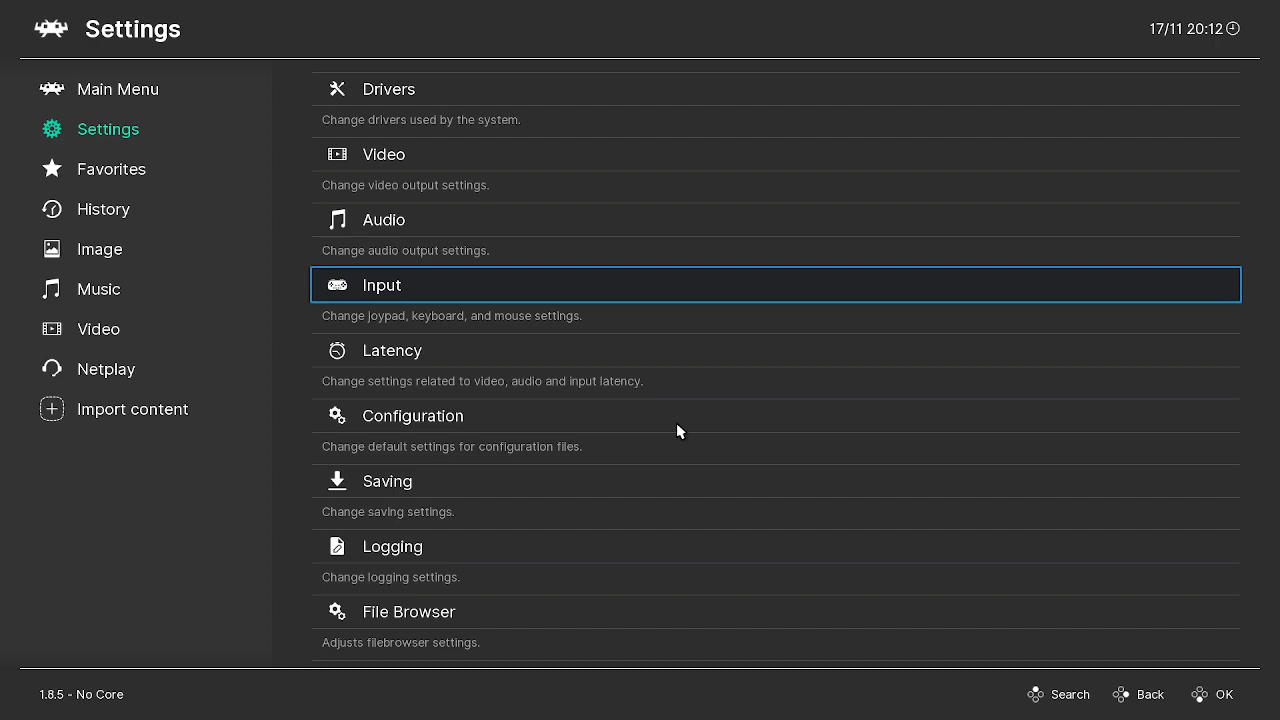 Settings
17/11 20:12
Main Menu
Settings
Favorites
History
Image
Music
Video
Netplay
Import content
Drivers
Change drivers used by the system.
Video
Change video output settings.
Audio
Change audio output settings.
Input
Change joypad, keyboard, and mouse settings.
Latency
Change settings related to video, audio and input latency.
Configuration
Change default settings for configuration files.
Saving
Change saving settings.
Logging
Change logging settings.
File Browser
Adjusts filebrowser settings.
1.8.5 - No Core
Search Back OK